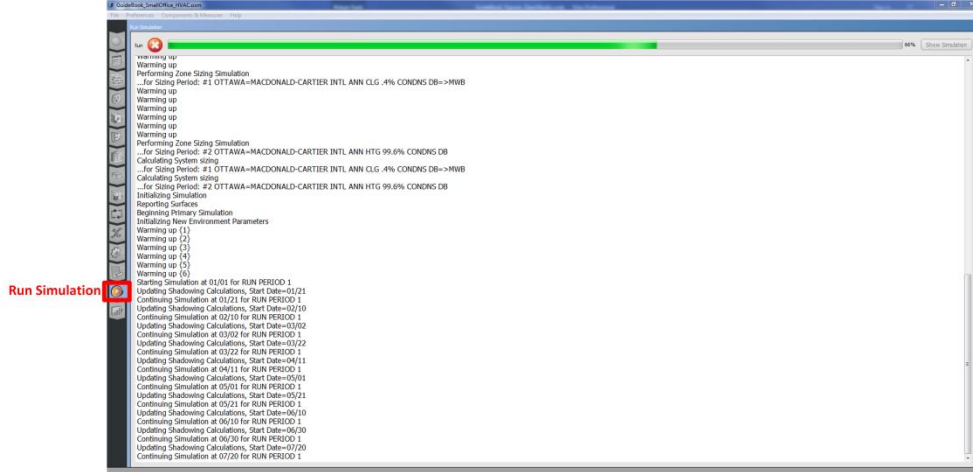 GuideBook_SmallOffice_HVAC.osm
File Preferences Components & Measures Help
Run Simulation
Run
66% Show Simulation
Warming up
Warming up
Performing Zone Sizing Simulation
...for Sizing Period: #1 OTTAWA=MACDONALD-CARTIER INTL ANN CLG .4% CONDNS DB=>MWB
Warming up
Warming up
Warming up
Warming up
Warming up
Warming up
Performing Zone Sizing Simulation
...for Sizing Period: #2 OTTAWA=MACDONALD-CARTIER INTL ANN HTG 99.6% CONDNS DB
Calculating System sizing
...for Sizing Period: #1 OTTAWA=MACDONALD-CARTIER INTL ANN CLG .4% CONDNS DB=>MWB
Calculating System sizing
...for Sizing Period: #2 OTTAWA=MACDONALD-CARTIER INTL ANN HTG 99.6% CONDNS DB
Initializing Simulation
Reporting Surfaces
Beginning Primary Simulation
Initializing New Environment Parameters
Warming up {1}
Warming up {2}
Warming up {3}
Warming up {4}
Warming up {5}
Warming up {6}
Starting Simulation at 01/01 for RUN PERIOD 1
Updating Shadowing Calculations, Start Date=01/21
Continuing Simulation at 01/21 for RUN PERIOD 1
Updating Shadowing Calculations, Start Date=02/10
Continuing Simulation at 02/10 for RUN PERIOD 1
Updating Shadowing Calculations, Start Date=03/02
Continuing Simulation at 03/02 for RUN PERIOD 1
Updating Shadowing Calculations, Start Date=03/22
Continuing Simulation at 03/22 for RUN PERIOD 1
Updating Shadowing Calculations, Start Date=04/11
Continuing Simulation at 04/11 for RUN PERIOD 1
Updating Shadowing Calculations, Start Date=05/01
Continuing Simulation at 05/01 for RUN PERIOD 1
Updating Shadowing Calculations, Start Date=05/21
Continuing Simulation at 05/21 for RUN PERIOD 1
Updating Shadowing Calculations, Start Date=06/10
Continuing Simulation at 06/10 for RUN PERIOD 1
Updating Shadowing Calculations, Start Date=06/30
Continuing Simulation at 06/30 for RUN PERIOD 1
Updating Shadowing Calculations, Start Date=07/20
Continuing Simulation at 07/20 for RUN PERIOD 1
Run Simulation